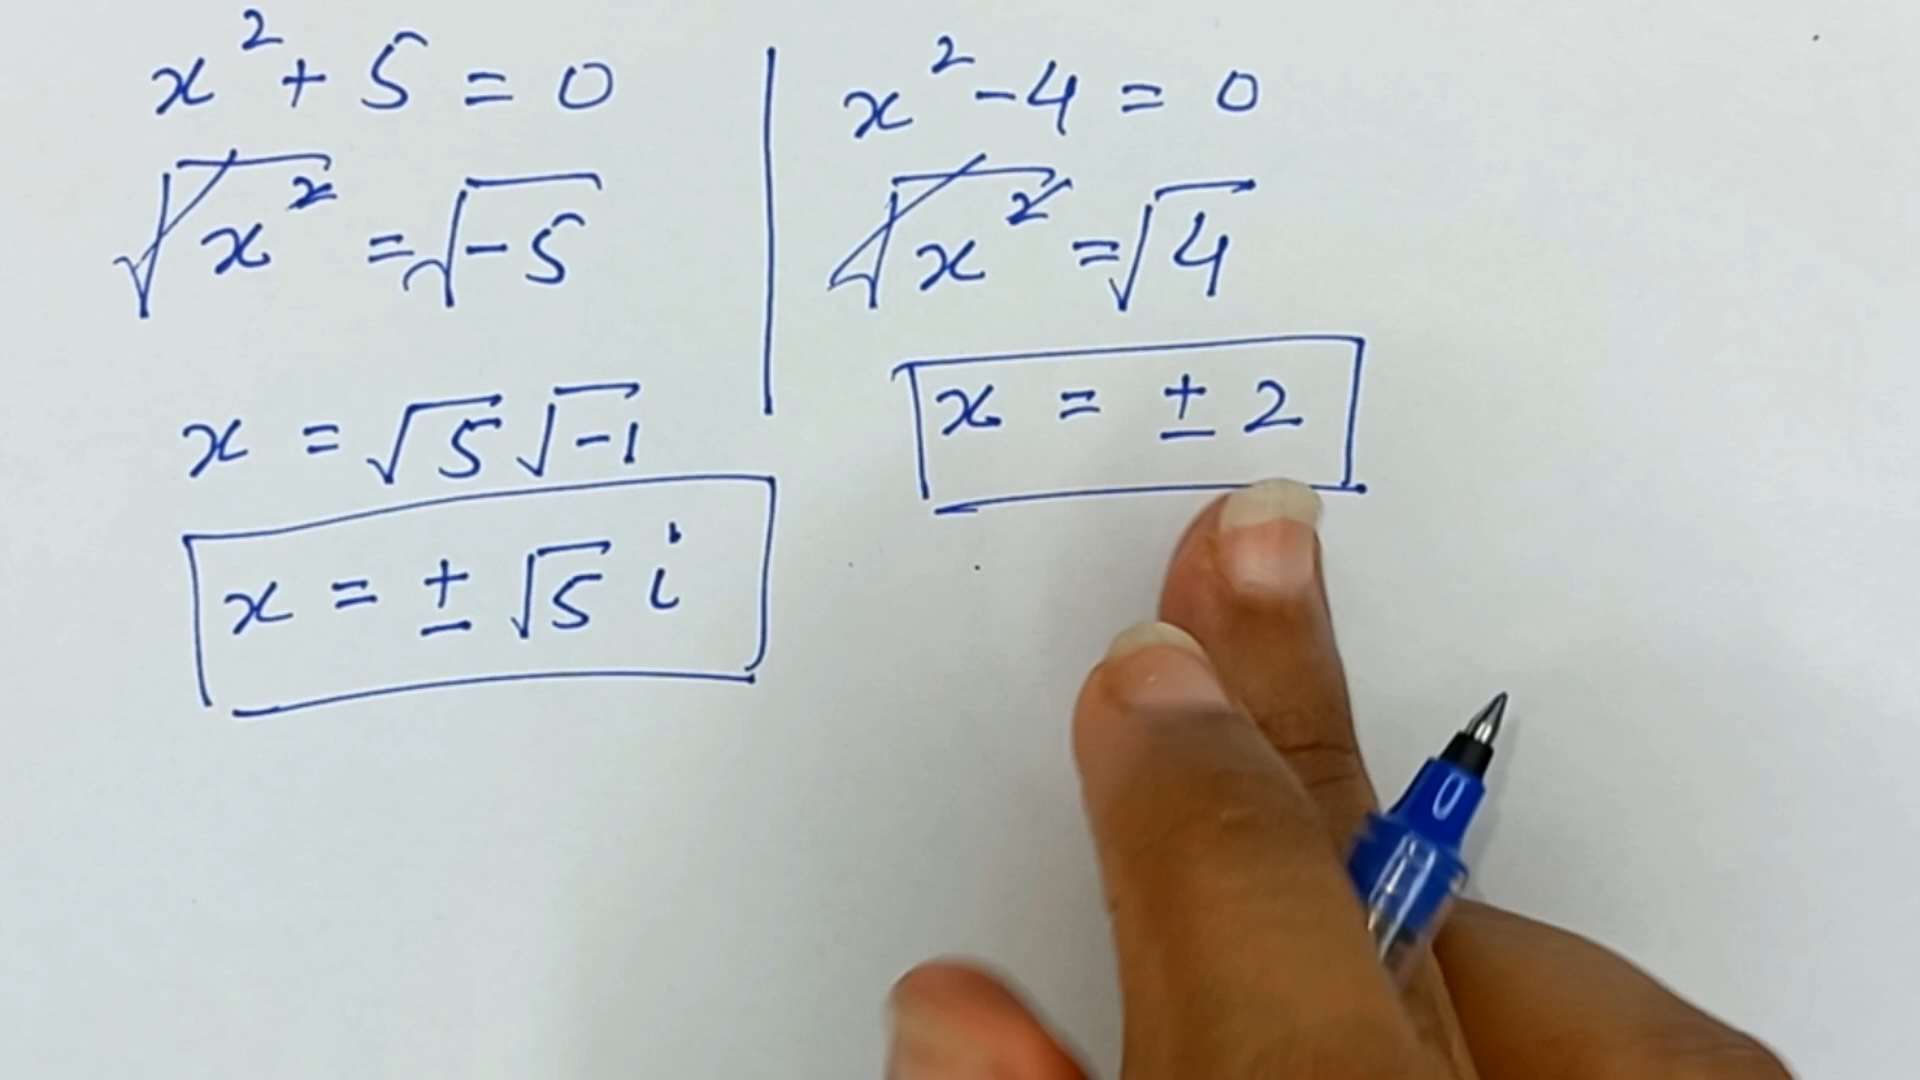 x² + 5 = 0
√x² = √-5
x = √5 √-1
x = ± √5 i
x² - 4 = 0
√x² = √4
x = ± 2